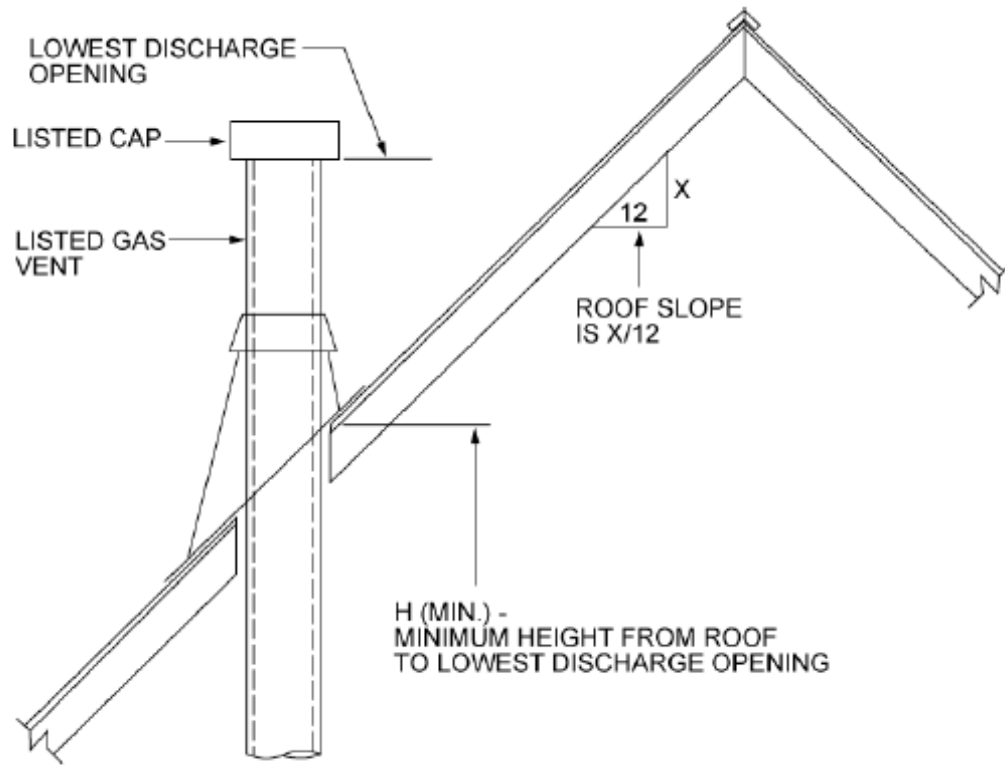 LOWEST DISCHARGE
OPENING
LISTED CAP
LISTED GAS
VENT
12
X
ROOF SLOPE
IS X/12
H (MIN.) -
MINIMUM HEIGHT FROM ROOF
TO LOWEST DISCHARGE OPENING